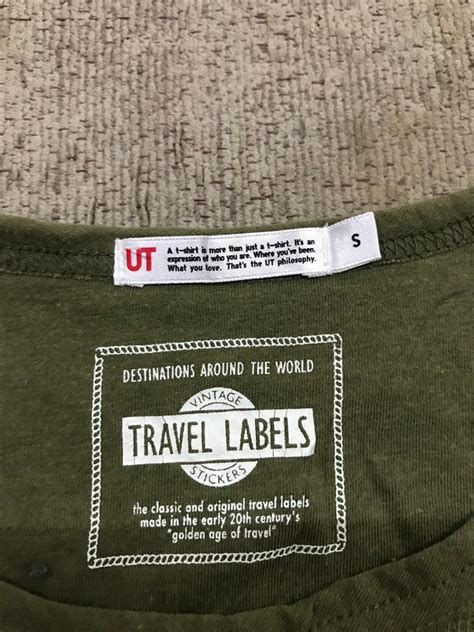 UT
A t-shirt is more than just a t-shirt. It's an
expression of who you are. Where you've been.
What you love. That's the UT philosophy.
S
DESTINATIONS AROUND THE WORLD
VINTAGE
TRAVEL LABELS
STICKERS
the classic and original travel labels
made in the early 20th century's
"golden age of travel"